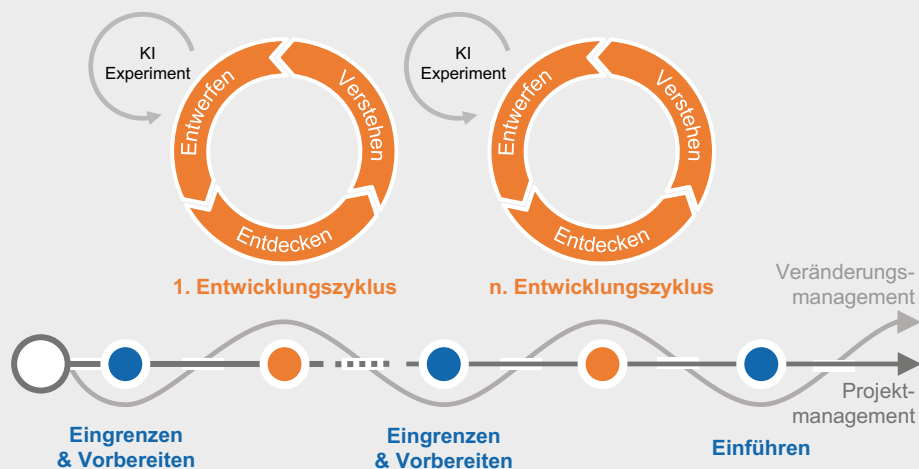 KI
Experiment
Entwerfen
Verstehen
Entdecken
1. Entwicklungszyklus
KI
Experiment
Entwerfen
Verstehen
Entdecken
n. Entwicklungszyklus
Veränderungs-
management
Projekt-
management
Eingrenzen
& Vorbereiten
Eingrenzen
& Vorbereiten
Einführen